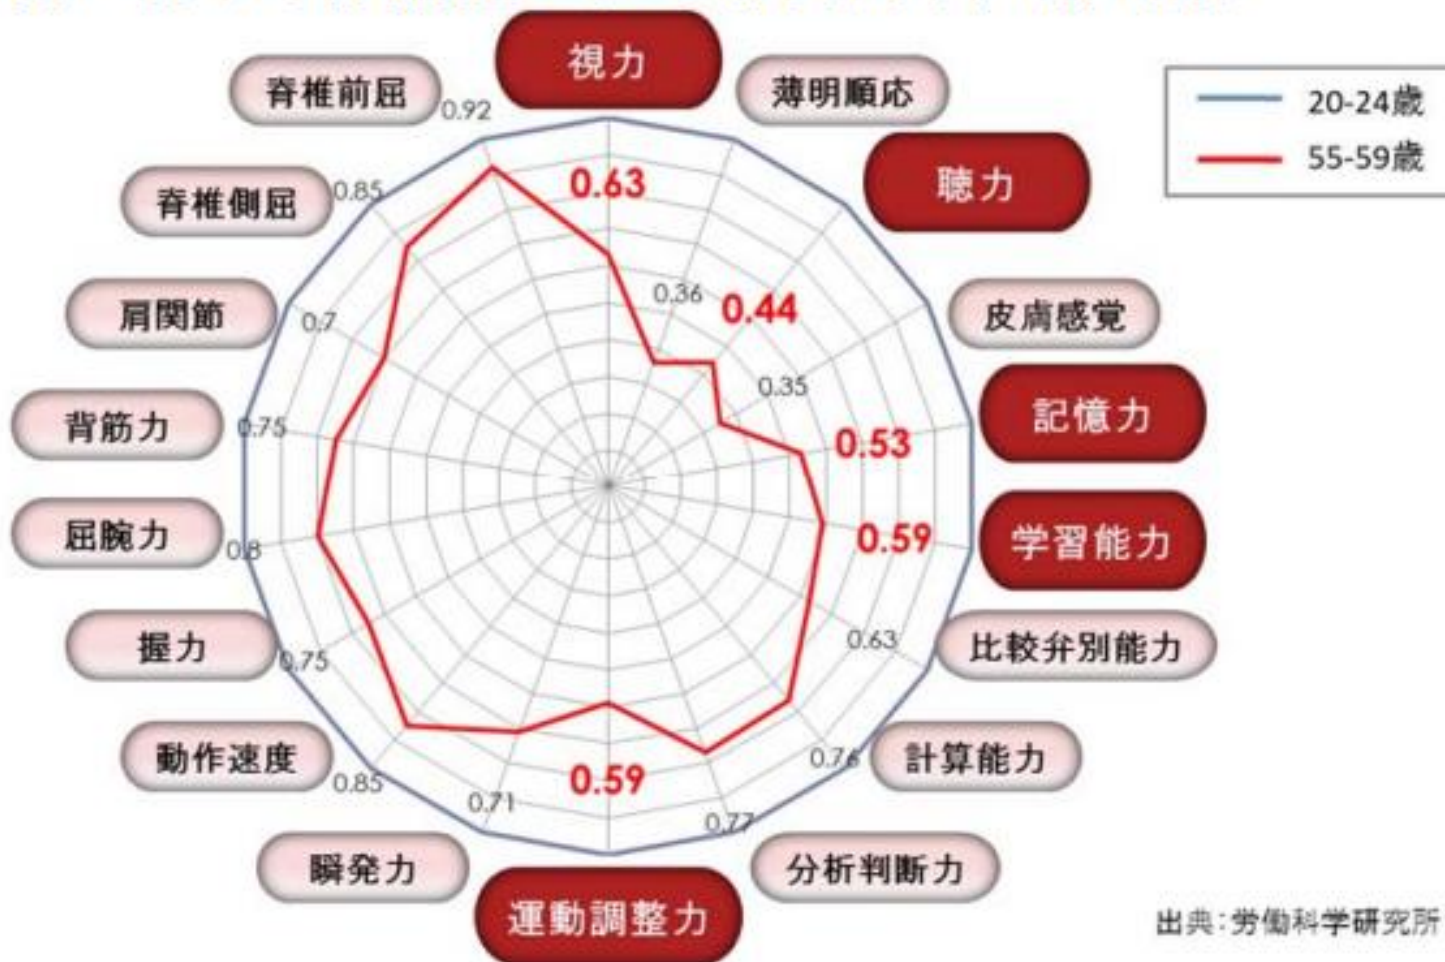 視力
薄明順応
聴力
皮膚感覚
記憶力
学習能力
比較弁別能力
計算能力
分析判断力
運動調整力
瞬発力
動作速度
握力
屈腕力
背筋力
肩関節
脊椎側屈
脊椎前屈
0.63
0.36
0.44
0.35
0.53
0.59
0.63
0.76
0.77
0.59
0.71
0.85
0.75
0.8
0.75
0.7
0.85
0.92
20-24歳
55-59歳
出典：労働科学研究所